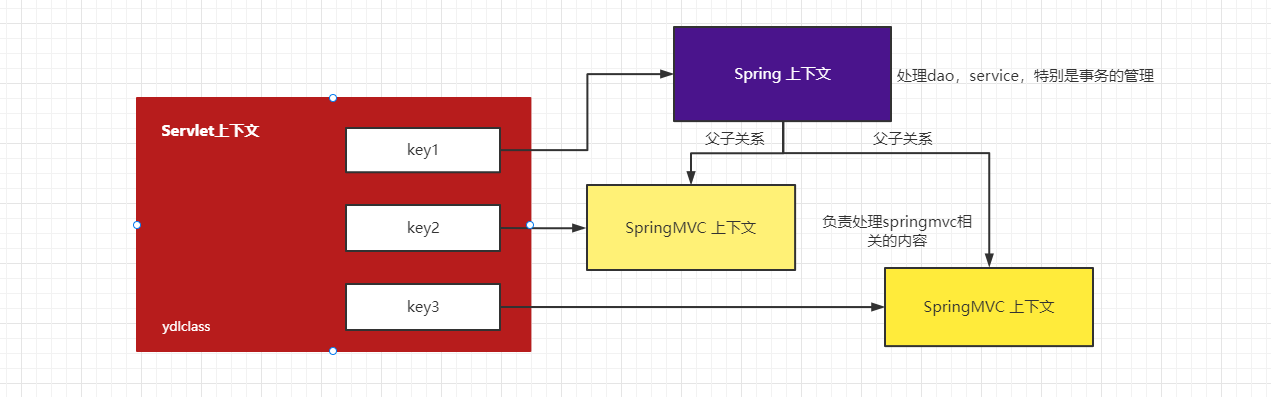 Spring 上下文
处理dao，service，特别是事务的管理
Servlet上下文
key1
父子关系
父子关系
key2
SpringMVC 上下文
负责处理springmvc相
关的内容
key3
SpringMVC 上下文
ydlclass